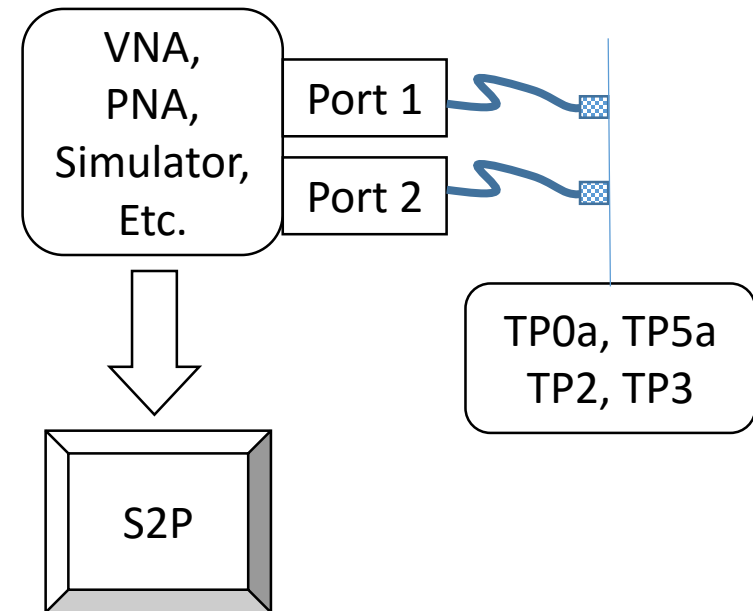 VNA,
PNA,
Simulator,
Etc.
Port 1
Port 2
TP0a, TP5a
TP2, TP3
S2P